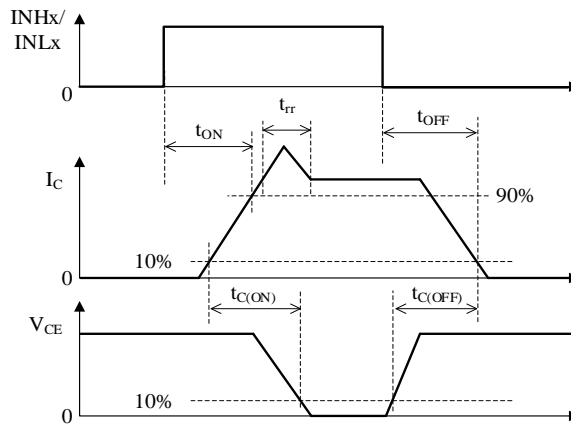 INHx/
INLx
0
trr
tON
tOFF
IC
90%
10%
0
tC(ON)
tC(OFF)
VCE
10%
0